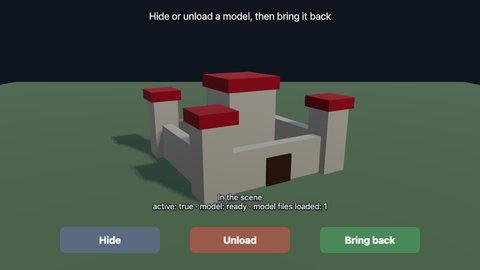 Hide or unload a model, then bring it back
In the scene
active: true · model: ready · model files loaded: 1
Hide
Unload
Bring back